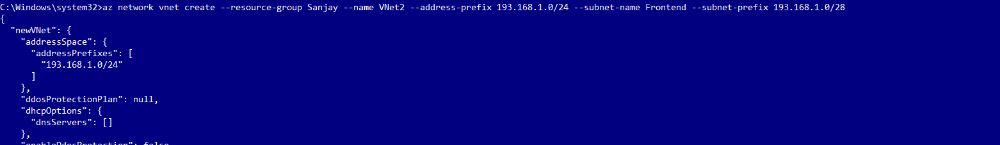 C:\Windows\system32>az network vnet create --resource-group Sanjay --name VNet2 --address-prefix 193.168.1.0/24 --subnet-name Frontend --subnet-prefix 193.168.1.0/28
{
  "newVNet": {
    "addressSpace": {
      "addressPrefixes": [
        "193.168.1.0/24"
      ]
    },
    "ddosProtectionPlan": null,
    "dhcpOptions": {
      "dnsServers": []
    },
    "enableDdosProtection": false